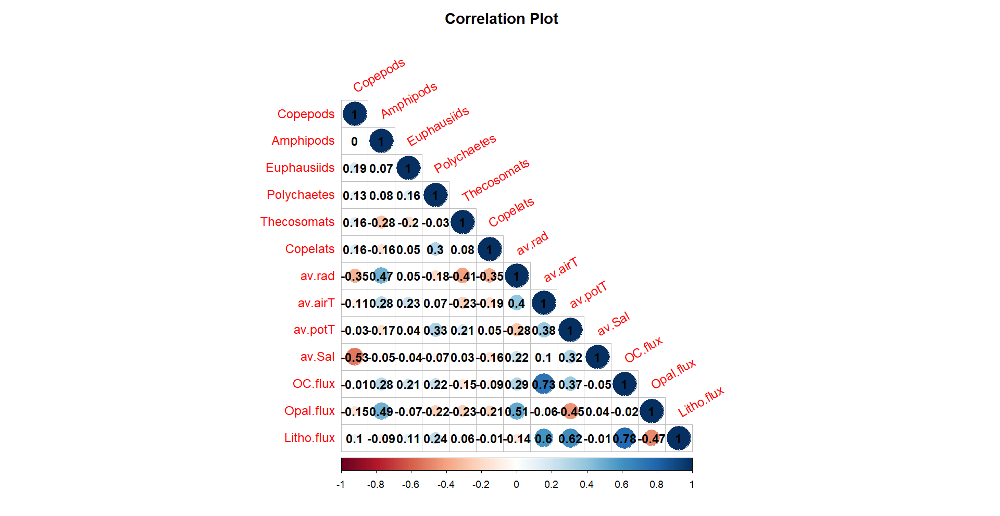 Correlation Plot
Copepods
Amphipods
Euphausiids
Polychaetes
Thecosomats
Copelats
av.rad
av.airT
av.potT
av.Sal
OC.flux
Opal.flux
Litho.flux
Copepods 1
Amphipods 0 1
Euphausiids 0.19 0.07 1
Polychaetes 0.13 0.08 0.16 1
Thecosomats 0.16 -0.28 -0.2 -0.03 1
Copelats 0.16 -0.16 0.05 0.3 0.08 1
av.rad -0.35 0.47 0.05 -0.18 -0.41 -0.35 1
av.airT -0.11 0.28 0.23 0.07 -0.23 -0.19 0.4 1
av.potT -0.03 -0.17 0.04 0.33 0.21 0.05 -0.28 0.38 1
av.Sal -0.53 -0.05 -0.04 -0.07 0.03 -0.16 0.22 0.1 0.32 1
OC.flux -0.01 0.28 0.21 0.22 -0.15 -0.09 0.29 0.73 0.37 -0.05 1
Opal.flux -0.15 0.49 -0.07 -0.22 -0.23 -0.21 0.51 -0.06 -0.45 0.04 -0.02 1
Litho.flux 0.1 -0.09 0.11 0.24 0.06 -0.01 -0.14 0.6 0.62 -0.01 0.78 -0.47 1
-1 -0.8 -0.6 -0.4 -0.2 0 0.2 0.4 0.6 0.8 1